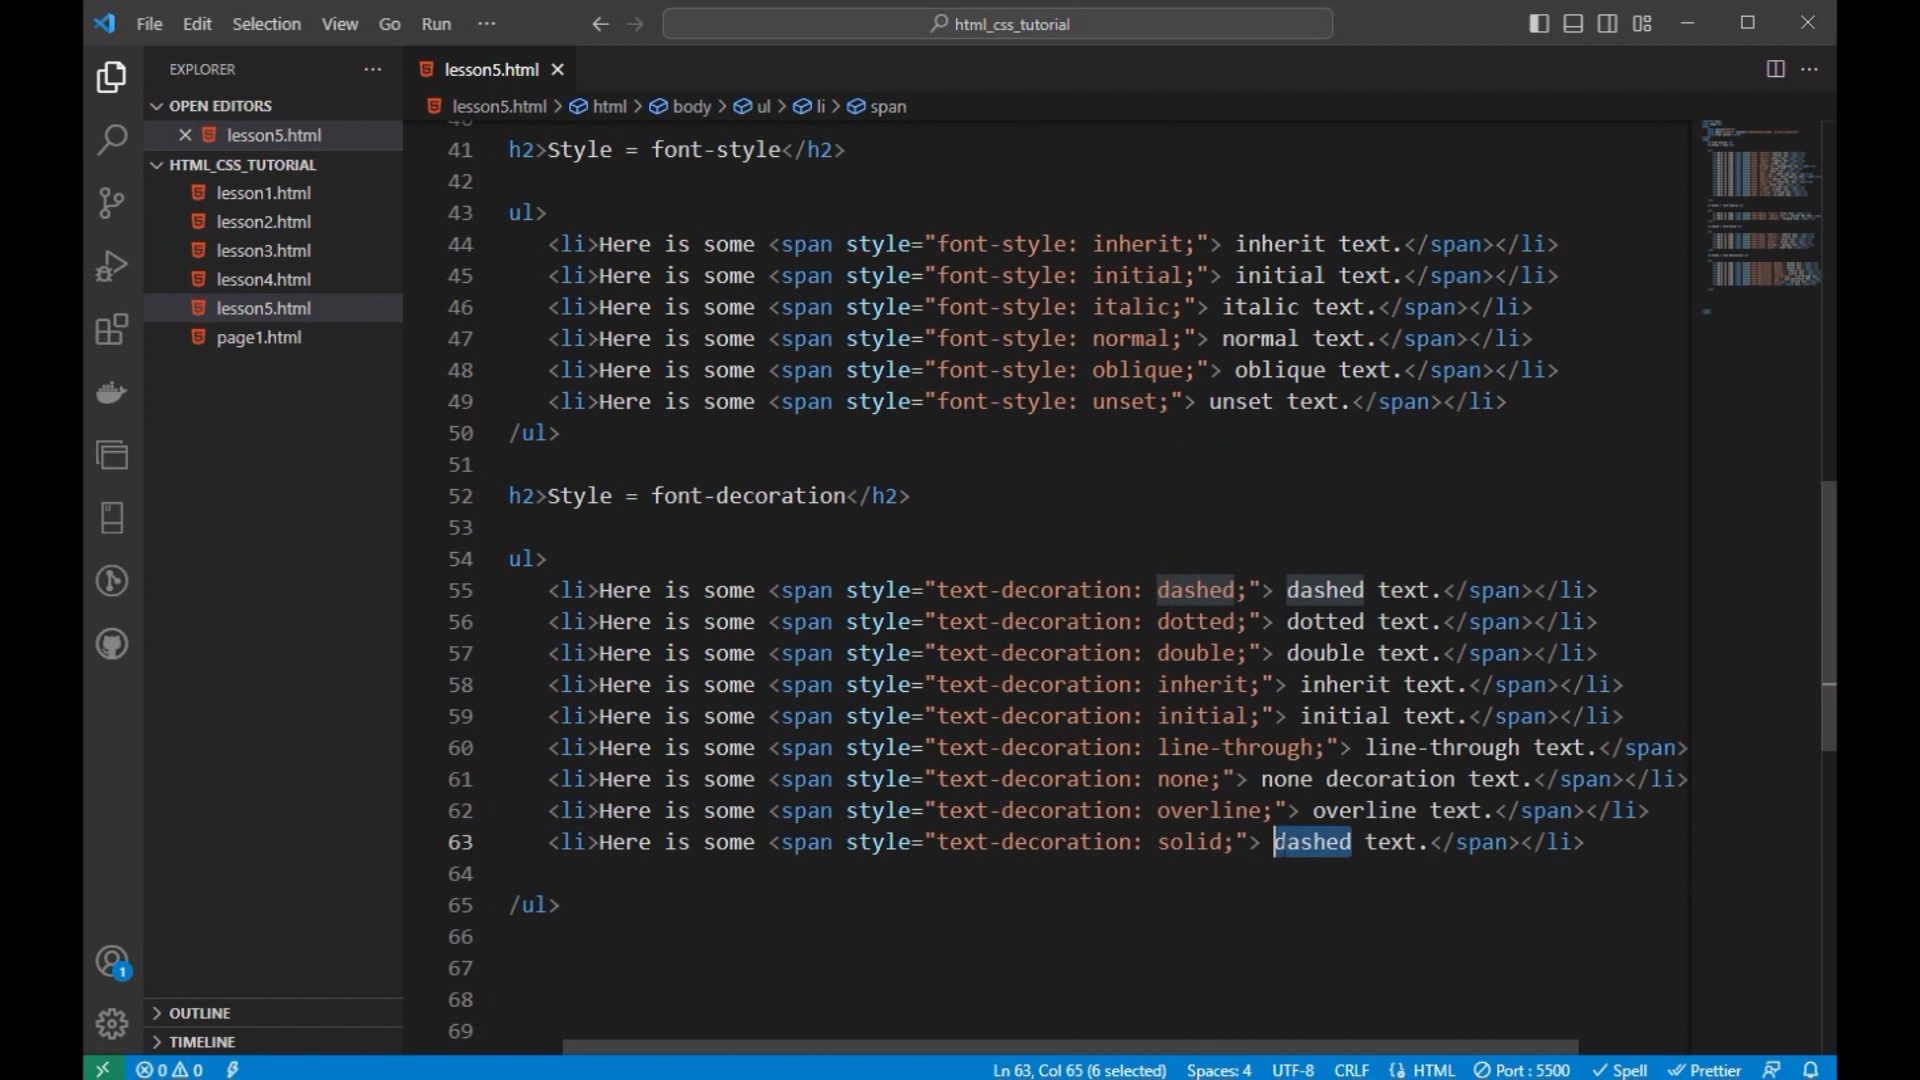 File Edit Selection View Go Run ··· html_css_tutorial
EXPLORER ···
OPEN EDITORS
lesson5.html
HTML_CSS_TUTORIAL
lesson1.html
lesson2.html
lesson3.html
lesson4.html
lesson5.html
page1.html
OUTLINE
TIMELINE
lesson5.html
lesson5.html > html > body > ul > li > span
41 h2>Style = font-style</h2>
42
43 ul>
44 <li>Here is some <span style="font-style: inherit;"> inherit text.</span></li>
45 <li>Here is some <span style="font-style: initial;"> initial text.</span></li>
46 <li>Here is some <span style="font-style: italic;"> italic text.</span></li>
47 <li>Here is some <span style="font-style: normal;"> normal text.</span></li>
48 <li>Here is some <span style="font-style: oblique;"> oblique text.</span></li>
49 <li>Here is some <span style="font-style: unset;"> unset text.</span></li>
50 /ul>
51
52 h2>Style = font-decoration</h2>
53
54 ul>
55 <li>Here is some <span style="text-decoration: dashed;"> dashed text.</span></li>
56 <li>Here is some <span style="text-decoration: dotted;"> dotted text.</span></li>
57 <li>Here is some <span style="text-decoration: double;"> double text.</span></li>
58 <li>Here is some <span style="text-decoration: inherit;"> inherit text.</span></li>
59 <li>Here is some <span style="text-decoration: initial;"> initial text.</span></li>
60 <li>Here is some <span style="text-decoration: line-through;"> line-through text.</span>
61 <li>Here is some <span style="text-decoration: none;"> none decoration text.</span></li>
62 <li>Here is some <span style="text-decoration: overline;"> overline text.</span></li>
63 <li>Here is some <span style="text-decoration: solid;"> dashed text.</span></li>
64
65 /ul>
66
67
68
69
1
0 0 Ln 63, Col 65 (6 selected) Spaces: 4 UTF-8 CRLF HTML Port : 5500 Spell Prettier